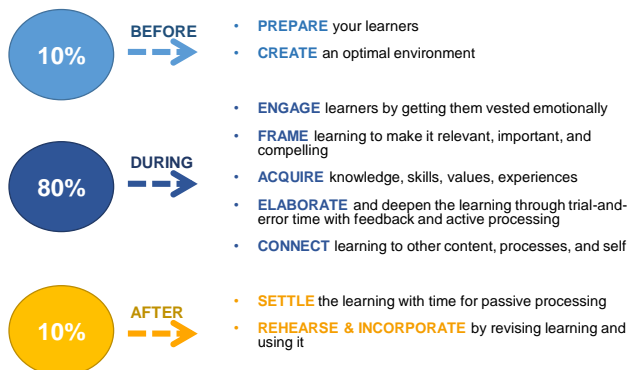 10%
BEFORE
• PREPARE your learners
• CREATE an optimal environment
80%
DURING
• ENGAGE learners by getting them vested emotionally
• FRAME learning to make it relevant, important, and
compelling
• ACQUIRE knowledge, skills, values, experiences
• ELABORATE and deepen the learning through trial-and-
error time with feedback and active processing
• CONNECT learning to other content, processes, and self
10%
AFTER
• SETTLE the learning with time for passive processing
• REHEARSE & INCORPORATE by revising learning and
using it